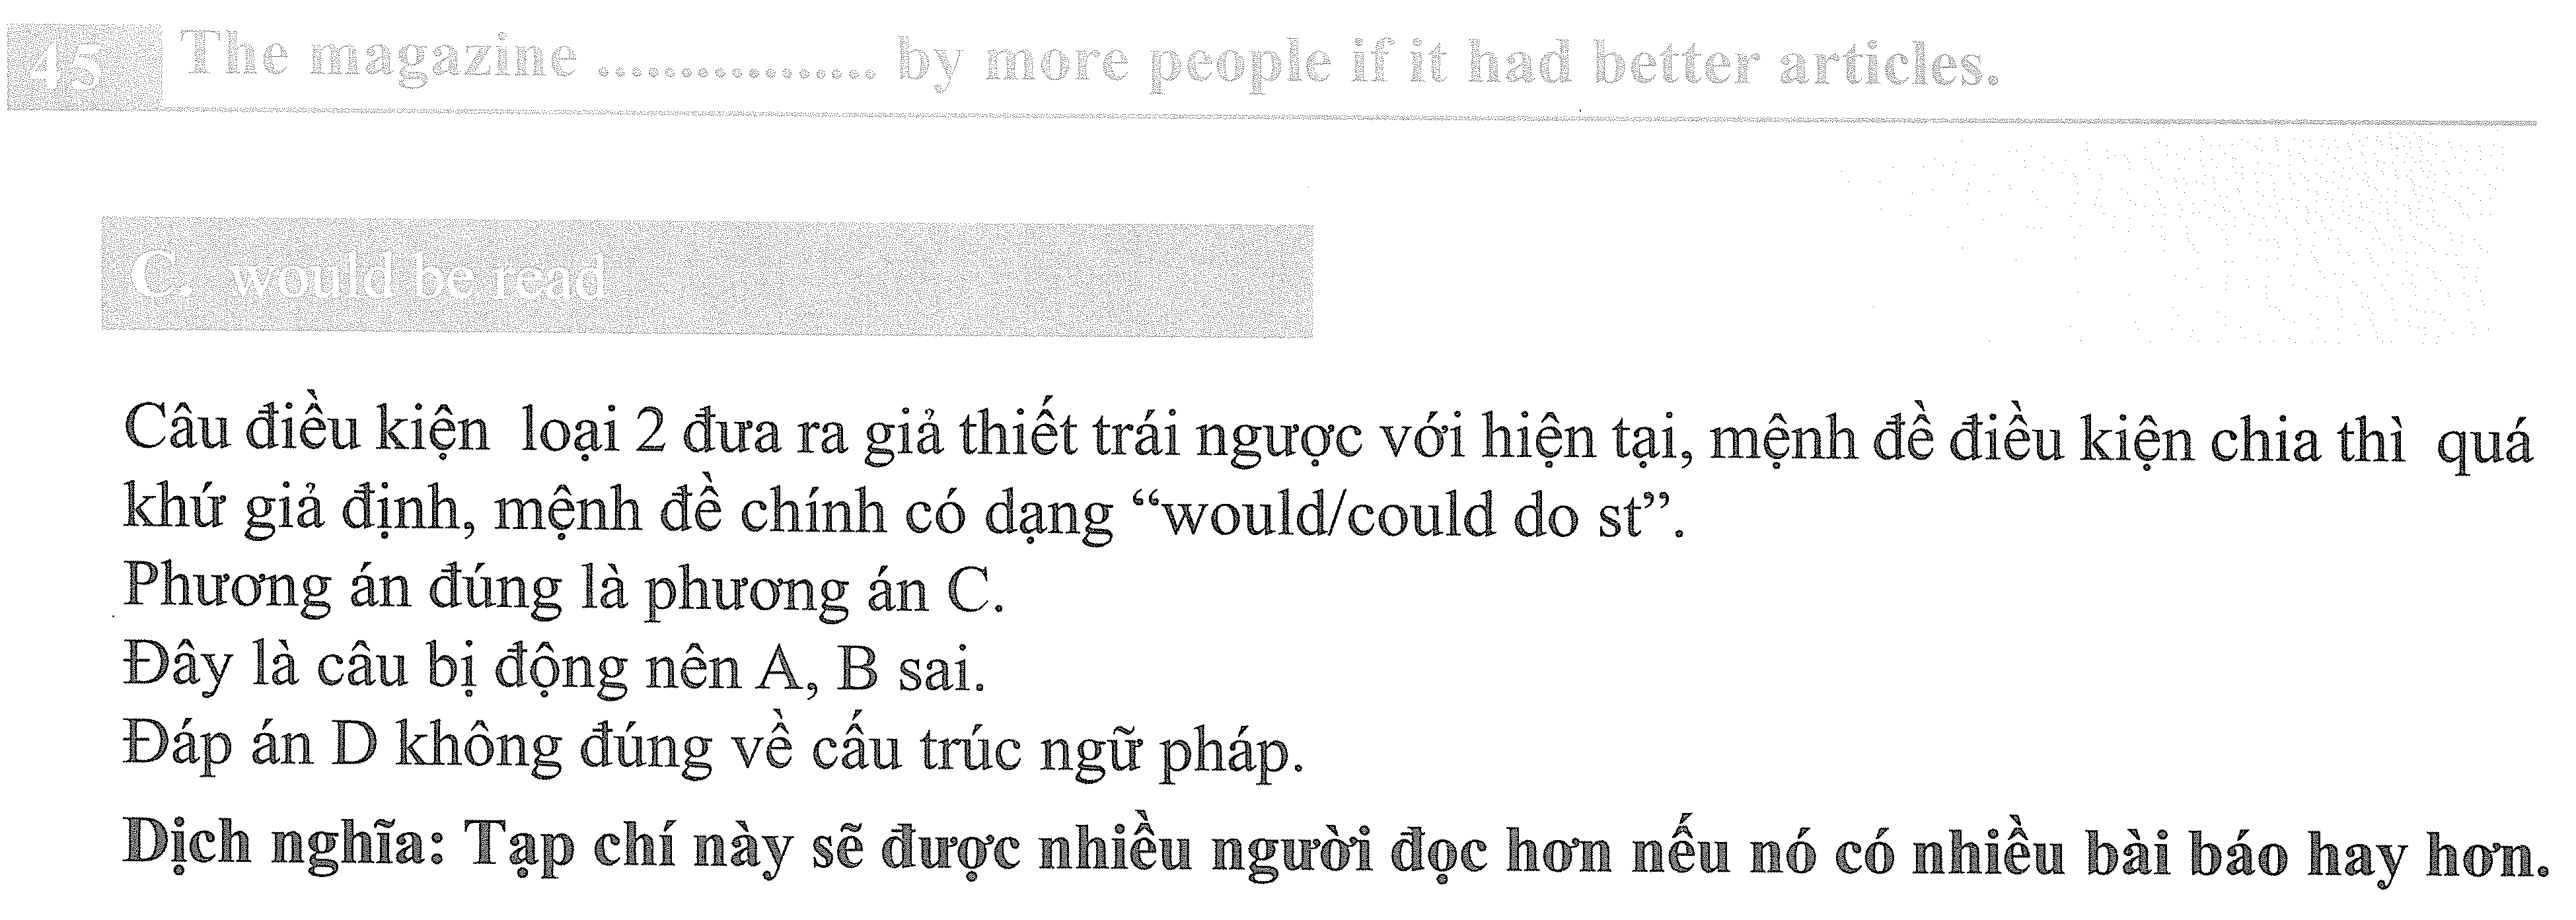 45 The magazine ................. by more people if it had better articles.
C. would be read
Câu điều kiện loại 2 đưa ra giả thiết trái ngược với hiện tại, mệnh đề điều kiện chia thì quá
khứ giả định, mệnh đề chính có dạng “would/could do st”.
Phương án đúng là phương án C.
Đây là câu bị động nên A, B sai.
Đáp án D không đúng về cấu trúc ngữ pháp.
Dịch nghĩa: Tạp chí này sẽ được nhiều người đọc hơn nếu nó có nhiều bài báo hay hơn.